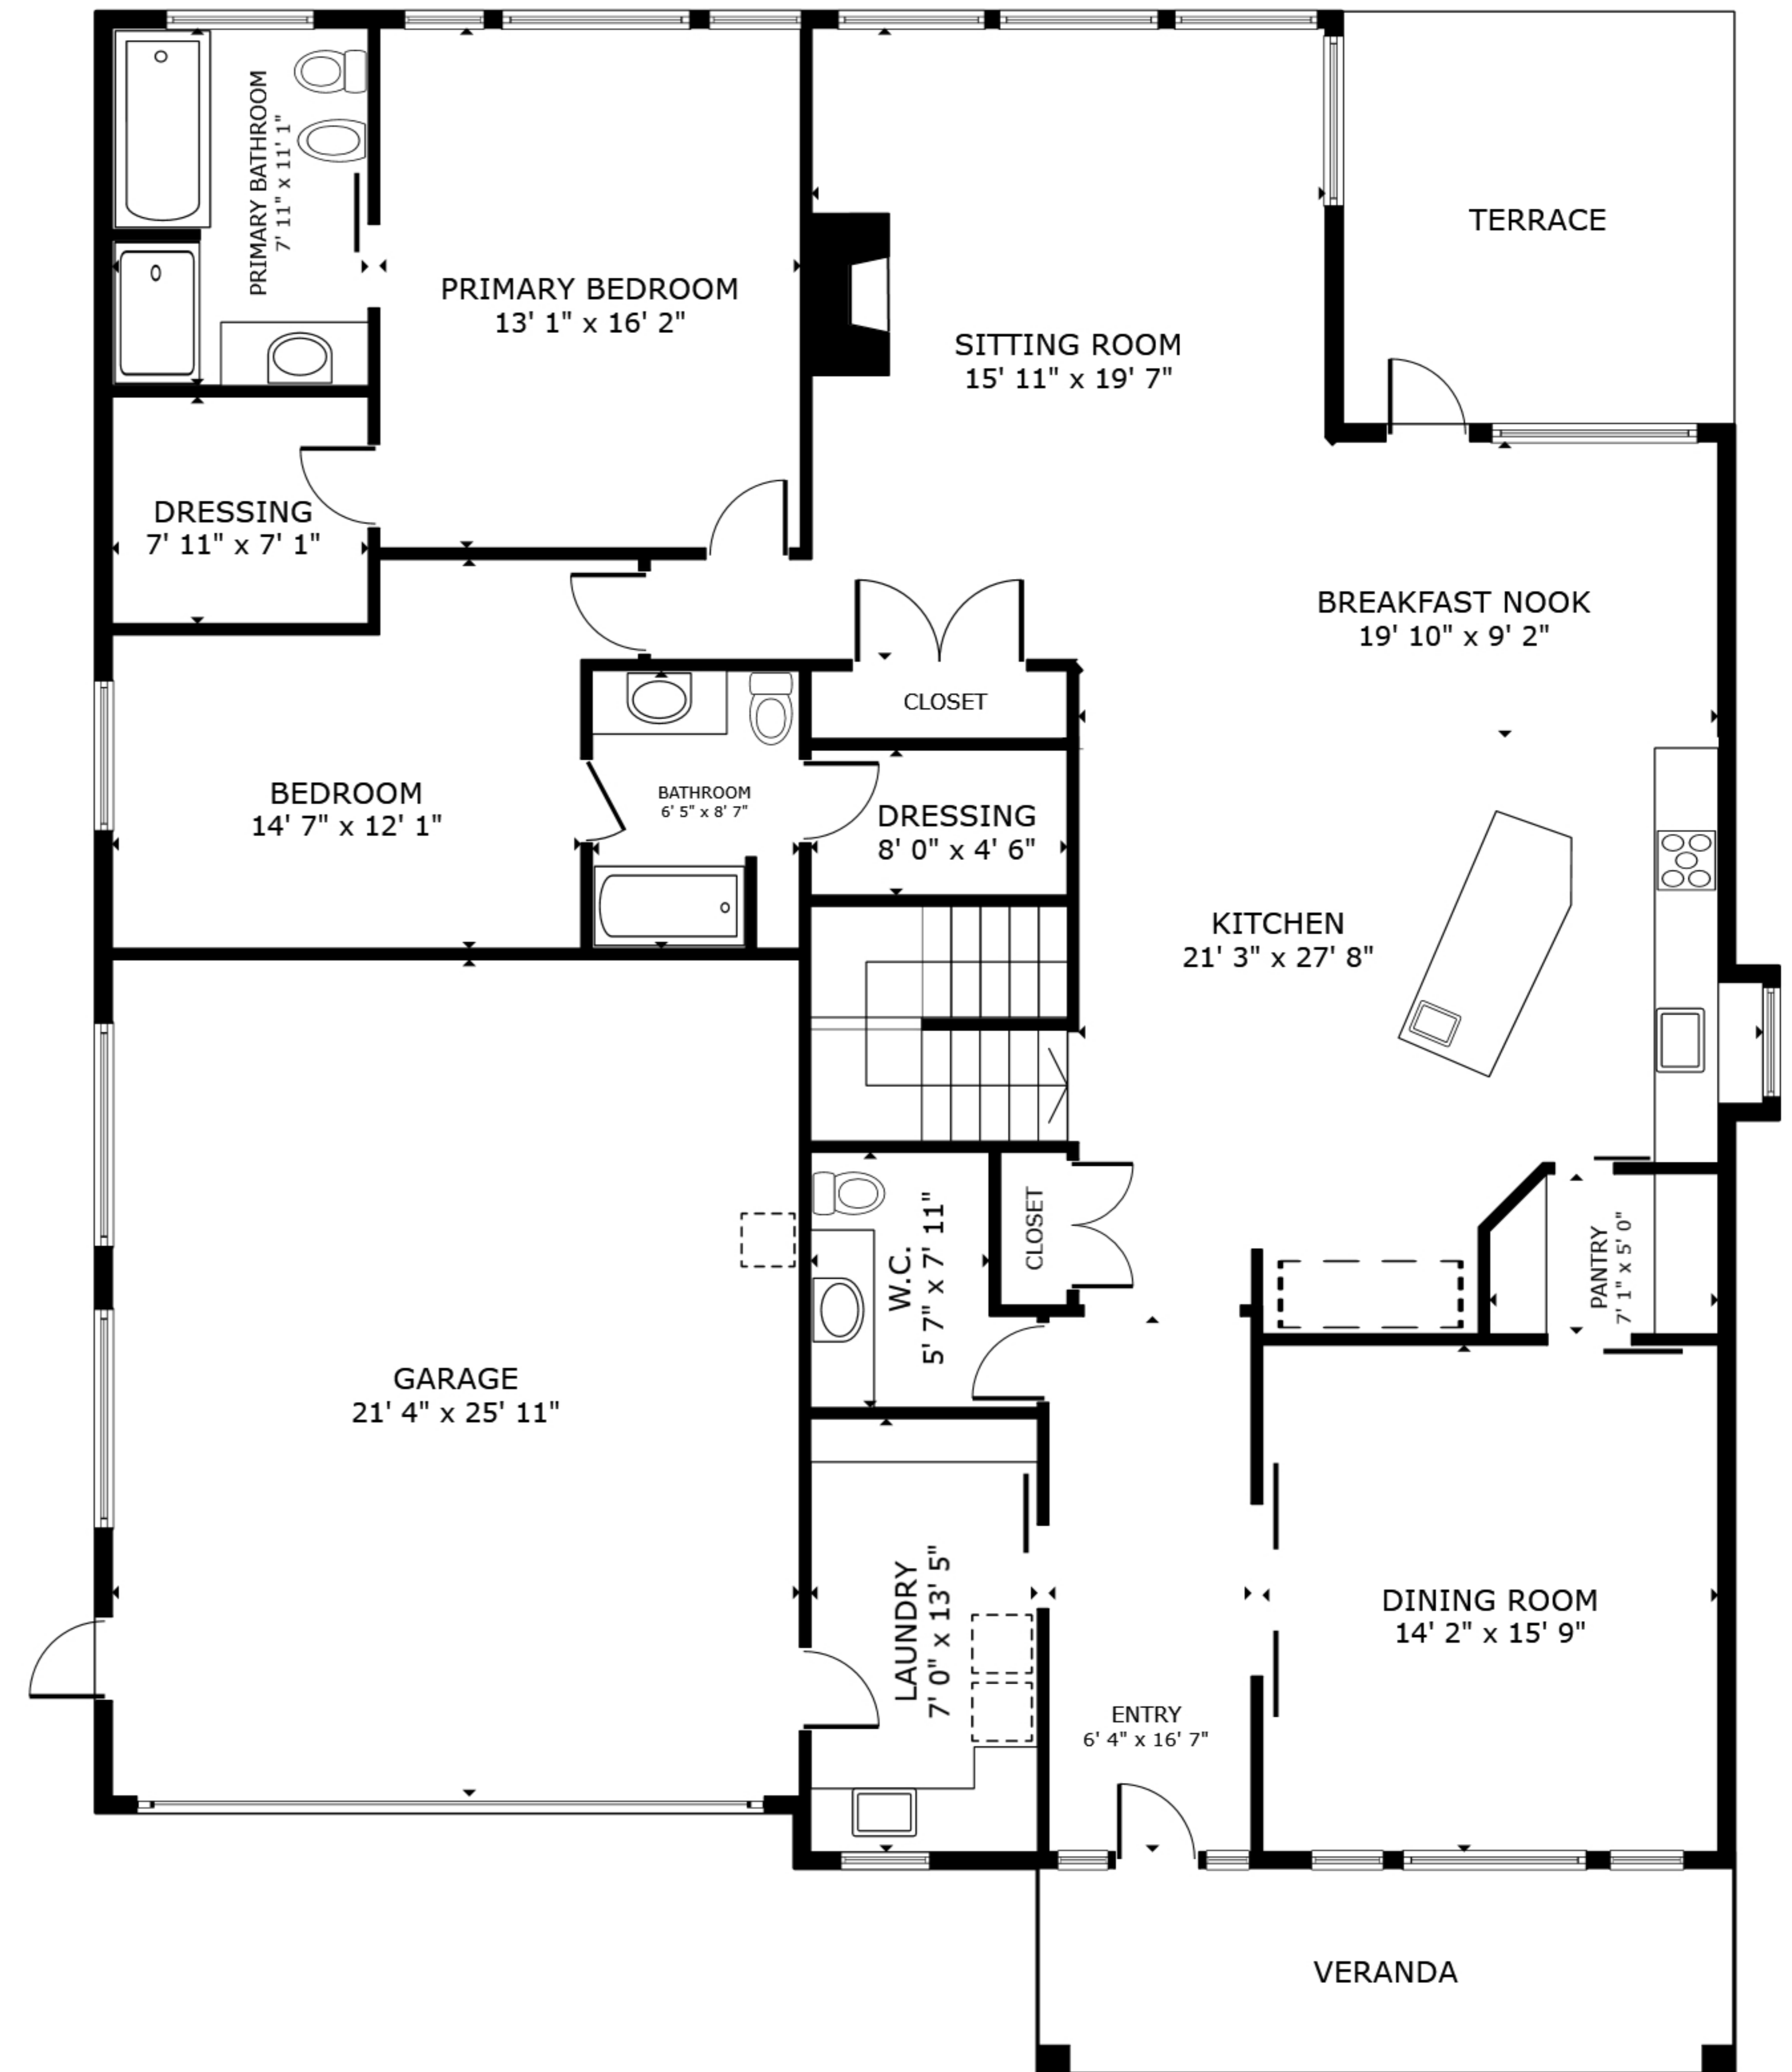 PRIMARY BATHROOM
7' 11" x 11' 1"
PRIMARY BEDROOM
13' 1" x 16' 2"
SITTING ROOM
15' 11" x 19' 7"
TERRACE
DRESSING
7' 11" x 7' 1"
BREAKFAST NOOK
19' 10" x 9' 2"
CLOSET
BEDROOM
14' 7" x 12' 1"
BATHROOM
6' 5" x 8' 7"
DRESSING
8' 0" x 4' 6"
KITCHEN
21' 3" x 27' 8"
W.C.
5' 7" x 7' 11"
CLOSET
PANTRY
7' 1" x 5' 0"
GARAGE
21' 4" x 25' 11"
LAUNDRY
7' 0" x 13' 5"
DINING ROOM
14' 2" x 15' 9"
ENTRY
6' 4" x 16' 7"
VERANDA